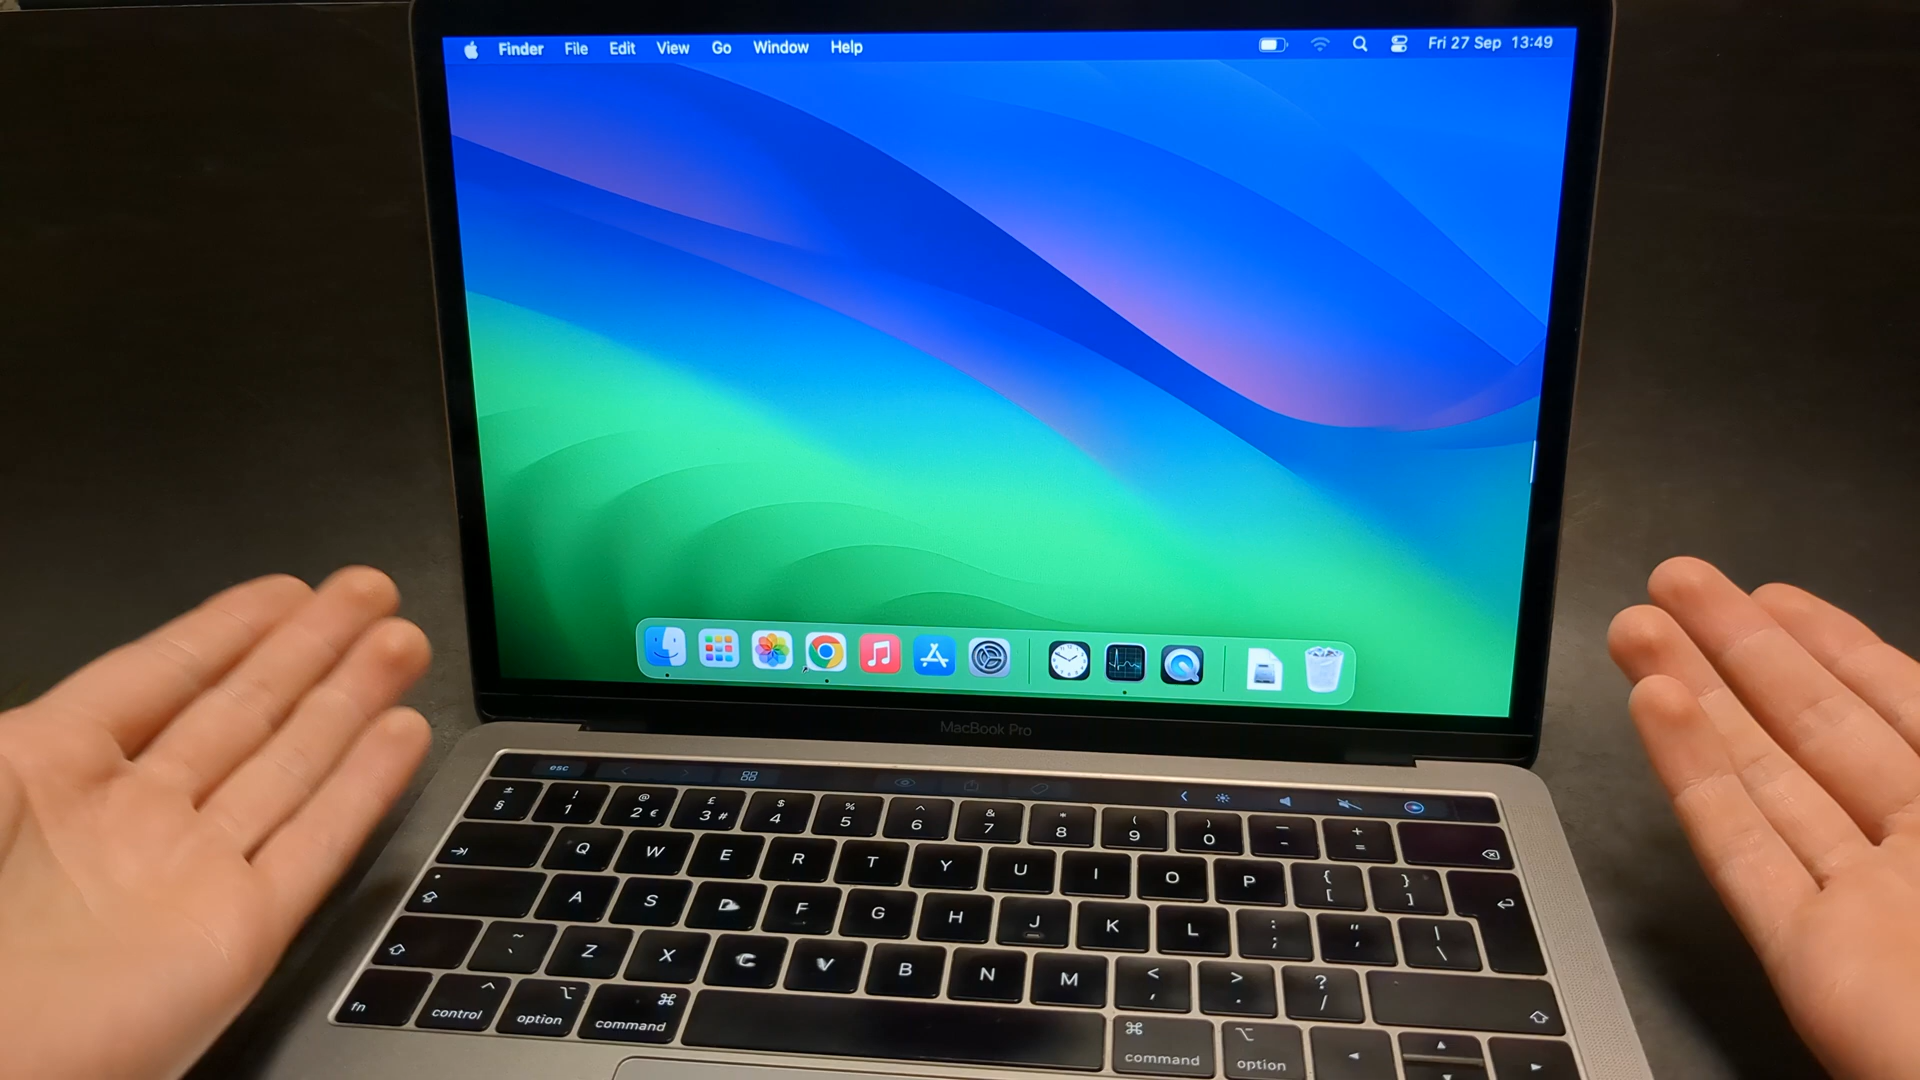 Finder File Edit View Go Window Help Fri 27 Sep 13:49
MacBook Pro
esc
± ! @ £ $ % ^ & * ( ) — +
§ 1 2 € 3 # 4 5 6 7 8 9 0 - =
Q W E R T Y U I O P { }
[ ]
A S D F G H J K L : " |
; ' \
~ Z X C V B N M < > ?
` , . /
fn control option command command option